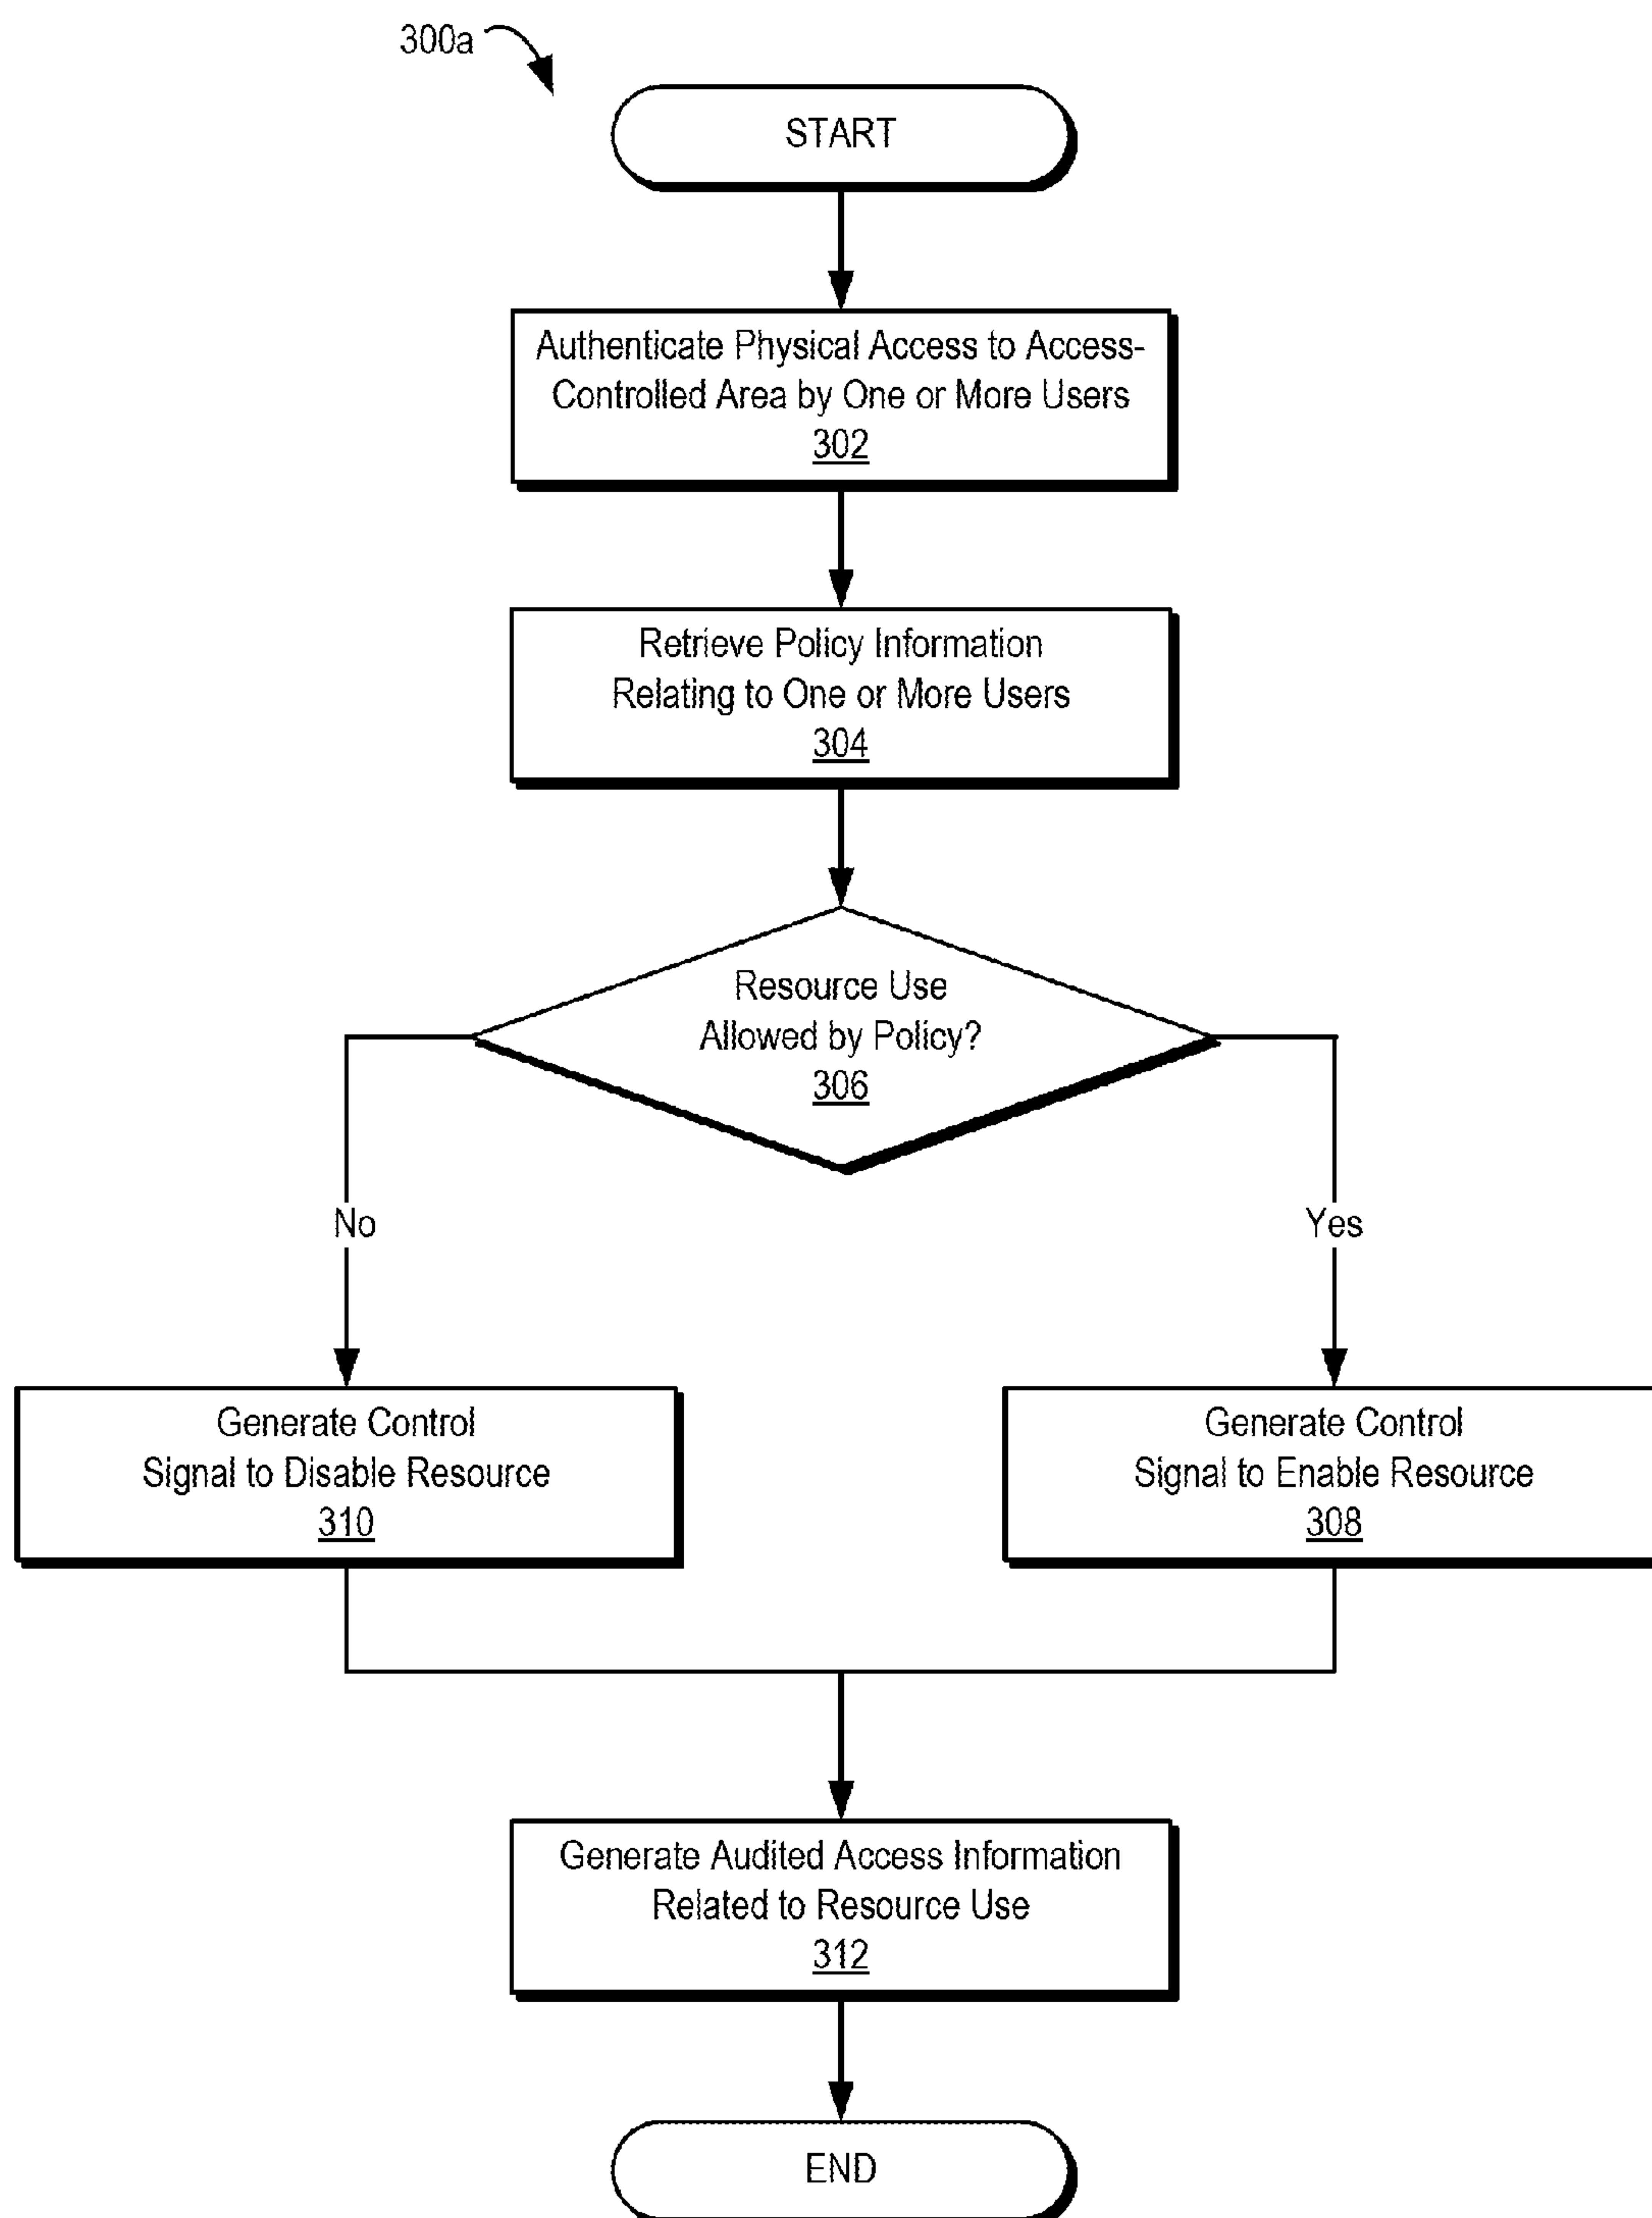 300a
START
Authenticate Physical Access to Access-
Controlled Area by One or More Users
302
Retrieve Policy Information
Relating to One or More Users
304
Resource Use
Allowed by Policy?
306
No
Yes
Generate Control
Signal to Disable Resource
310
Generate Control
Signal to Enable Resource
308
Generate Audited Access Information
Related to Resource Use
312
END